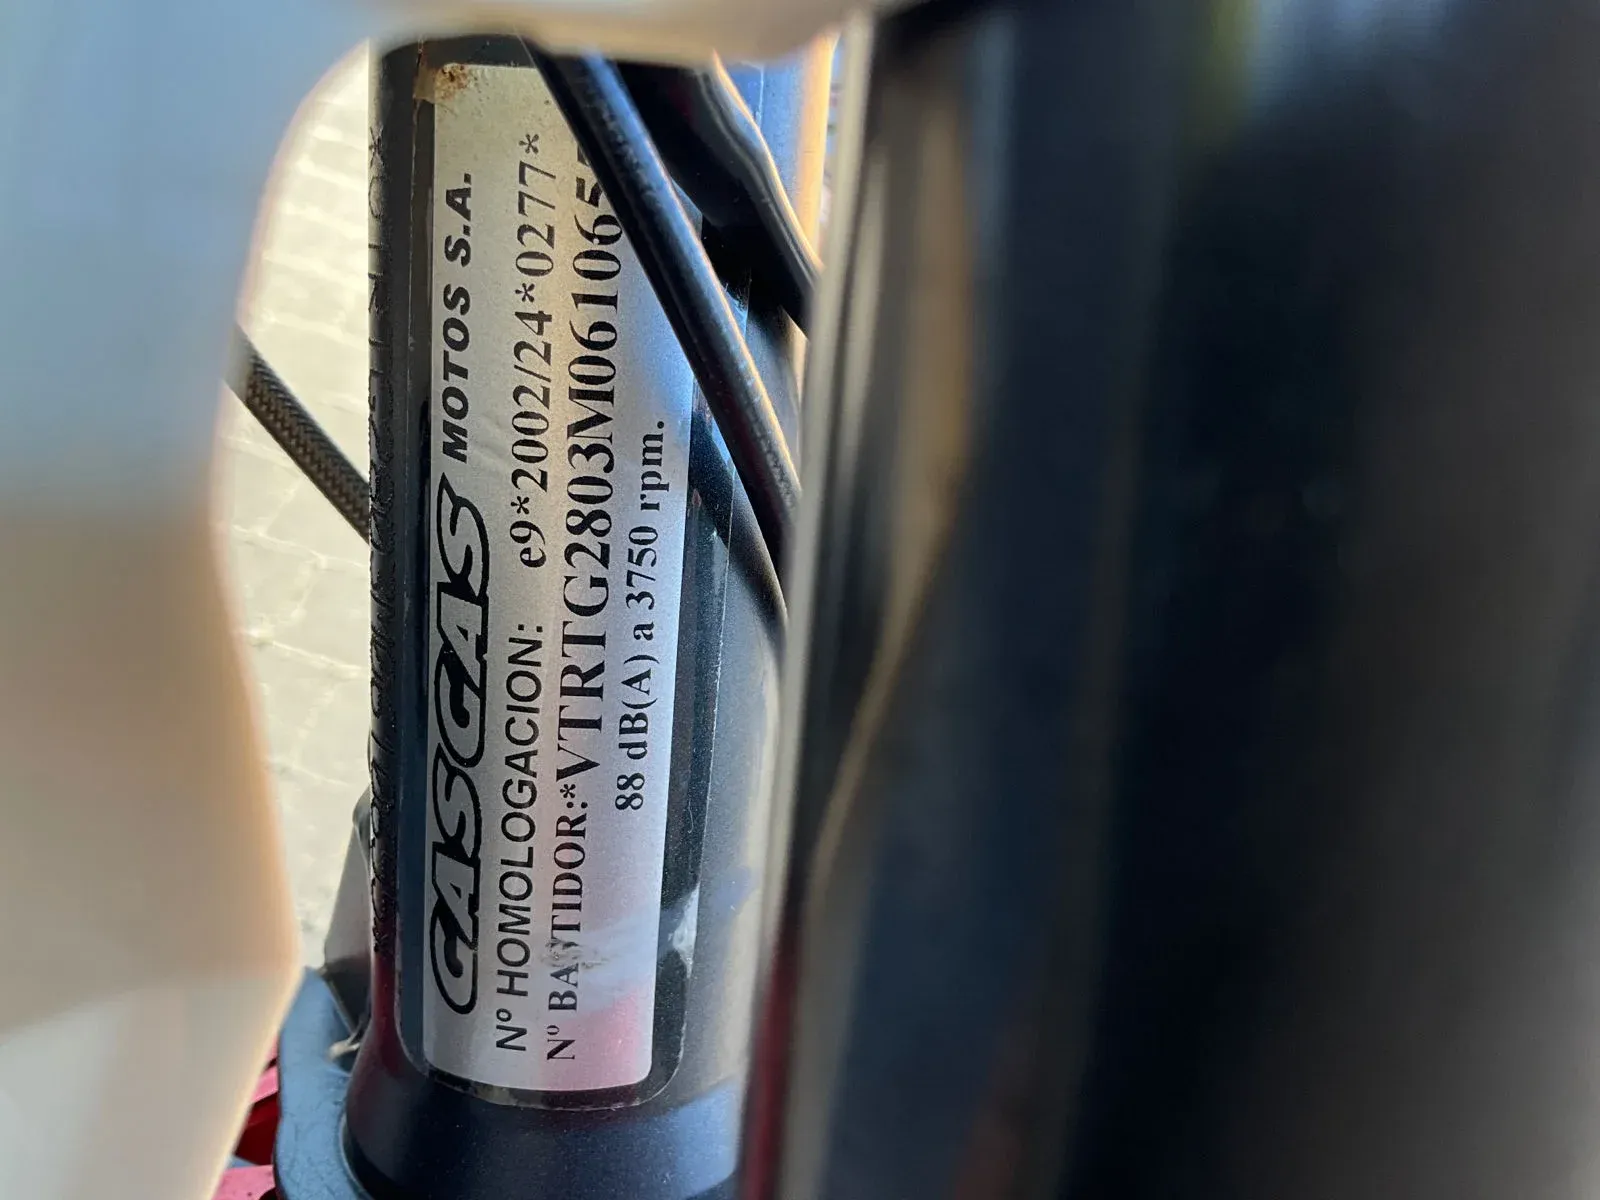 GASGAS MOTOS S.A.
Nº HOMOLOGACION: e9*2002/24*0277*
Nº BASTIDOR:*VTRTG2803M061065
88 dB(A) a 3750 rpm.